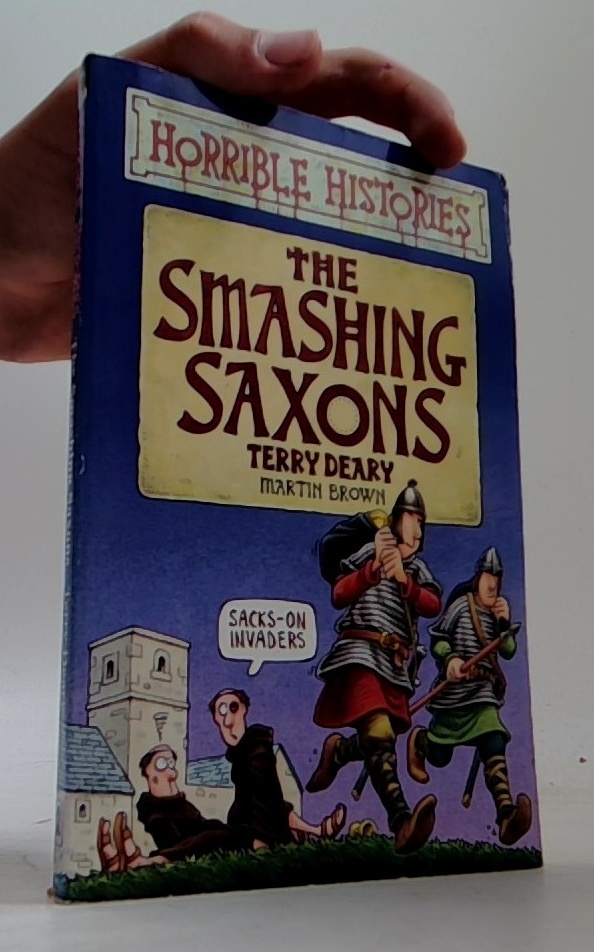 HORRIBLE HISTORIES
THE
SMASHING
SAXONS
TERRY DEARY
MARTIN BROWN
SACKS-ON
INVADERS